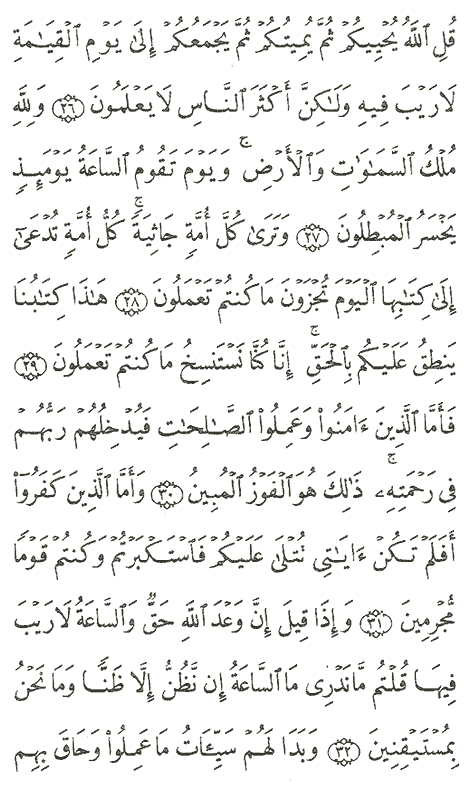 قُلِ ٱللَّهُ يُحْيِيكُمْ ثُمَّ يُمِيتُكُمْ ثُمَّ يَجْمَعُكُمْ إِلَىٰ يَوْمِ ٱلْقِيَـٰمَةِ
لَا رَيْبَ فِيهِ وَلَـٰكِنَّ أَكْثَرَ ٱلنَّاسِ لَا يَعْلَمُونَ ﴿٢٦﴾ وَلِلَّهِ
مُلْكُ ٱلسَّمَـٰوَٰتِ وَٱلْأَرْضِ ۚ وَيَوْمَ تَقُومُ ٱلسَّاعَةُ يَوْمَئِذٍ
يَخْسَرُ ٱلْمُبْطِلُونَ ﴿٢٧﴾ وَتَرَىٰ كُلَّ أُمَّةٍ جَاثِيَةً ۚ كُلُّ أُمَّةٍ تُدْعَىٰٓ
إِلَىٰ كِتَـٰبِهَا ٱلْيَوْمَ تُجْزَوْنَ مَا كُنتُمْ تَعْمَلُونَ ﴿٢٨﴾ هَـٰذَا كِتَـٰبُنَا
يَنطِقُ عَلَيْكُم بِٱلْحَقِّ ۚ إِنَّا كُنَّا نَسْتَنسِخُ مَا كُنتُمْ تَعْمَلُونَ ﴿٢٩﴾
فَأَمَّا ٱلَّذِينَ ءَامَنُوا۟ وَعَمِلُوا۟ ٱلصَّـٰلِحَـٰتِ فَيُدْخِلُهُمْ رَبُّهُمْ
فِى رَحْمَتِهِۦ ۚ ذَٰلِكَ هُوَ ٱلْفَوْزُ ٱلْمُبِينُ ﴿٣٠﴾ وَأَمَّا ٱلَّذِينَ كَفَرُوٓا۟
أَفَلَمْ تَكُنْ ءَايَـٰتِى تُتْلَىٰ عَلَيْكُمْ فَٱسْتَكْبَرْتُمْ وَكُنتُمْ قَوْمًا
مُّجْرِمِينَ ﴿٣١﴾ وَإِذَا قِيلَ إِنَّ وَعْدَ ٱللَّهِ حَقٌّ وَٱلسَّاعَةُ لَا رَيْبَ
فِيهَا قُلْتُم مَّا نَدْرِى مَا ٱلسَّاعَةُ إِن نَّظُنُّ إِلَّا ظَنًّا وَمَا نَحْنُ
بِمُسْتَيْقِنِينَ ﴿٣٢﴾ وَبَدَا لَهُمْ سَيِّـَٔاتُ مَا عَمِلُوا۟ وَحَاقَ بِهِم